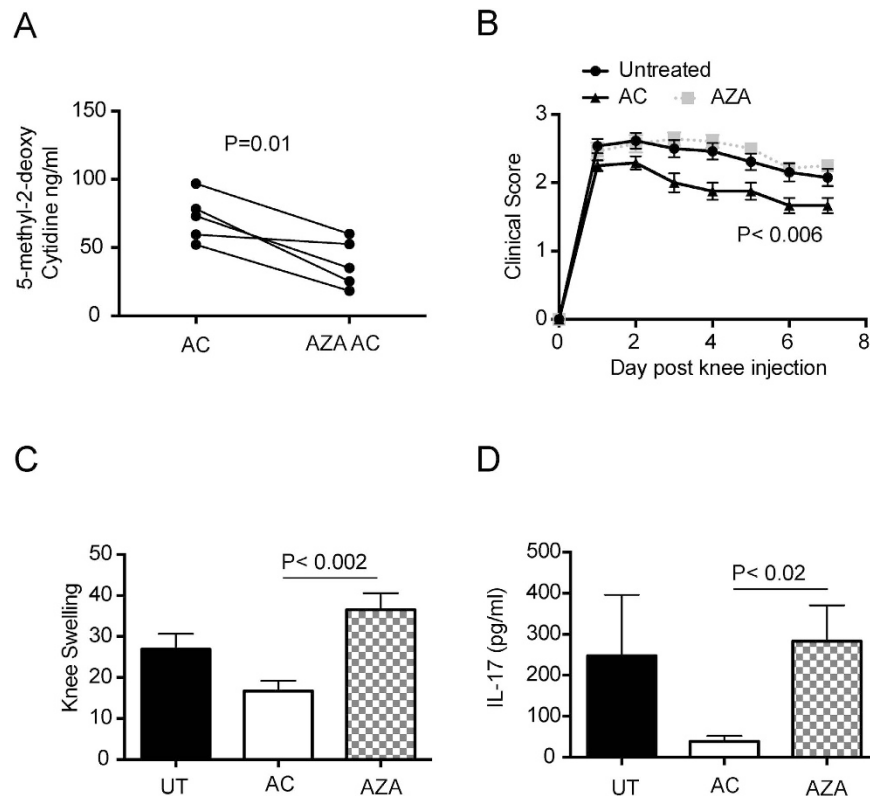 A
5-methyl-2-deoxy
Cytidine ng/ml
150
100
50
0
P=0.01
AC
AZA AC
B
Untreated
AC
AZA
Clinical Score
3
2
1
0
P< 0.006
0
2
4
6
8
Day post knee injection
C
Knee Swelling
50
40
30
20
10
0
P< 0.002
UT
AC
AZA
D
IL-17 (pg/ml)
500
400
300
200
100
0
P< 0.02
UT
AC
AZA